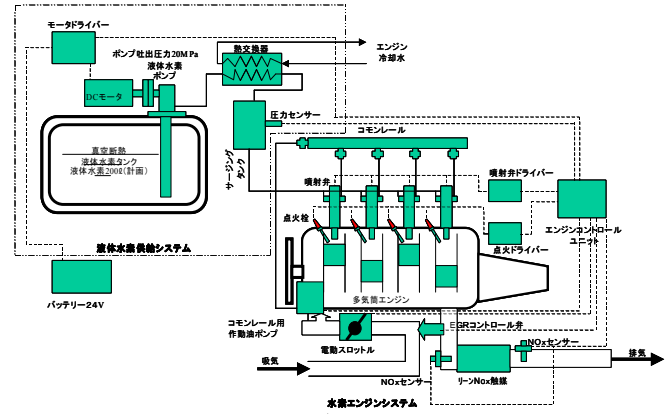 モータドライバー
ポンプ吐出圧力20MPa
液体水素
ポンプ
DCモータ
熱交換器
エンジン
冷却水
圧力センサー
サージング
タンク
コモンレール
真空断熱
液体水素タンク
液体水素200ℓ(計画)
噴射弁
噴射弁ドライバー
点火栓
点火ドライバー
エンジンコントロール
ユニット
液体水素供給システム
バッテリー24V
多気筒エンジン
コモンレール用
作動油ポンプ
電動スロットル
EGRコントロール弁
吸気
NOxセンサー
NOxセンサー
リーンNox触媒
排気
水素エンジンシステム